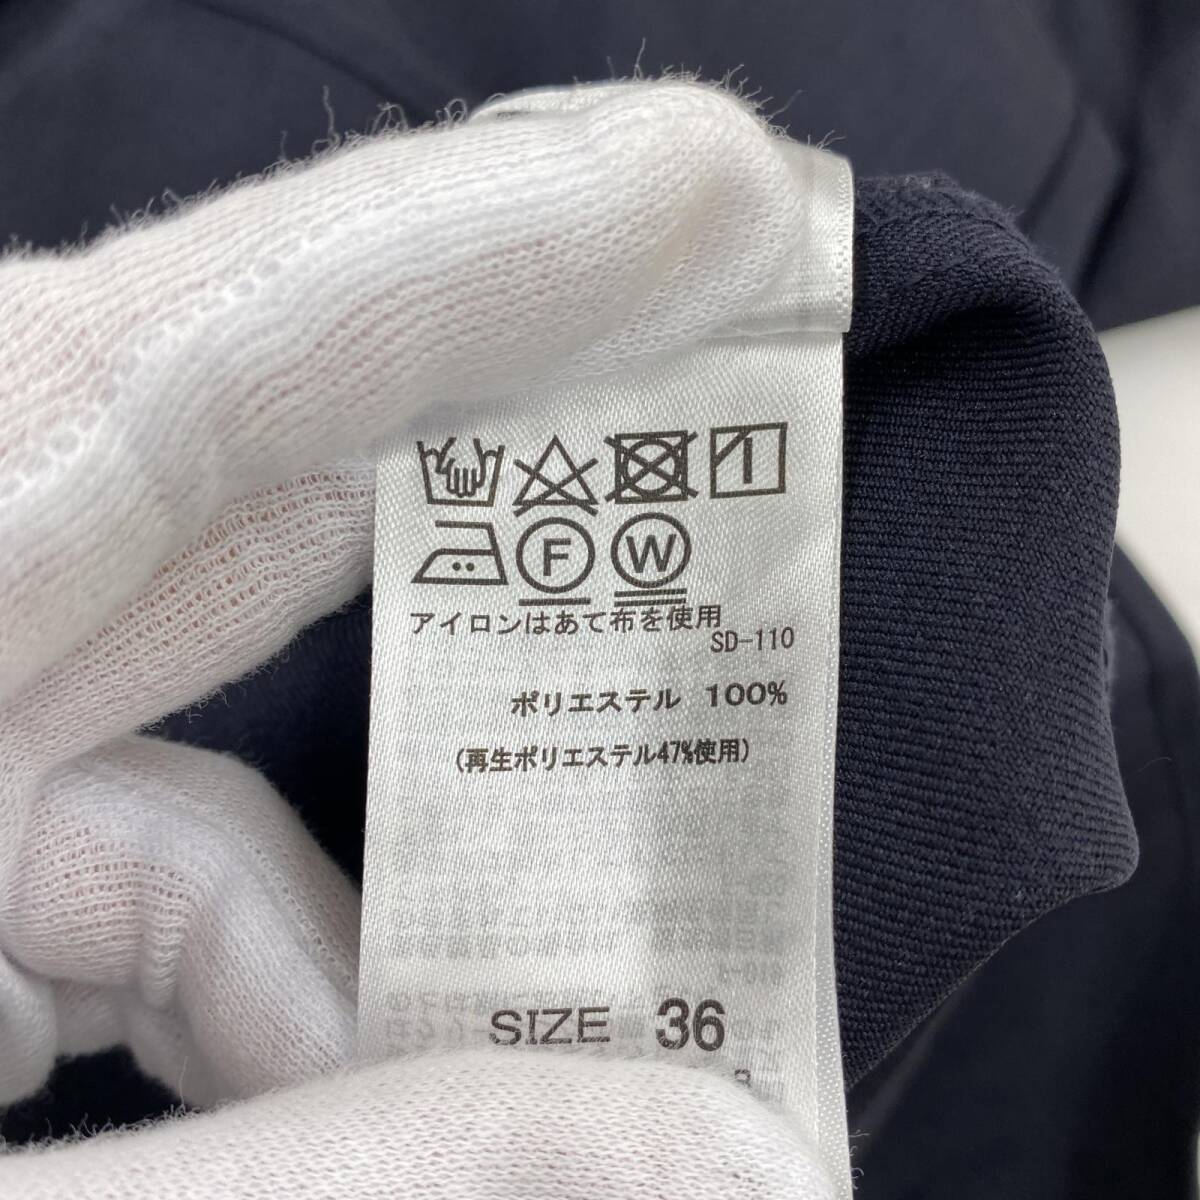 F W
アイロンはあて布を使用
SD-110
ポリエステル 100%
(再生ポリエステル47%使用)
SIZE 36